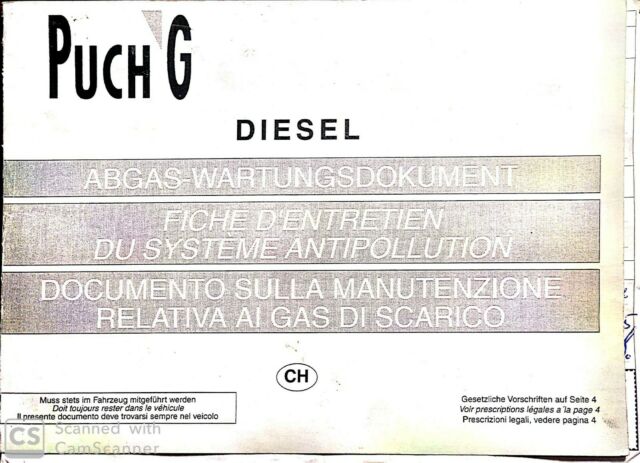 PUCH G
DIESEL
ABGAS-WARTUNGSDOKUMENT
FICHE D'ENTRETIEN
DU SYSTÈME ANTIPOLLUTION
DOCUMENTO SULLA MANUTENZIONE
RELATIVA AI GAS DI SCARICO
CH
Muss stets im Fahrzeug mitgeführt werden
Doit toujours rester dans le véhicule
Il presente documento deve trovarsi sempre nel veicolo
Gesetzliche Vorschriften auf Seite 4
Voir prescriptions légales a`la page 4
Prescrizioni legali, vedere pagina 4
CS Scanned with
CamScanner